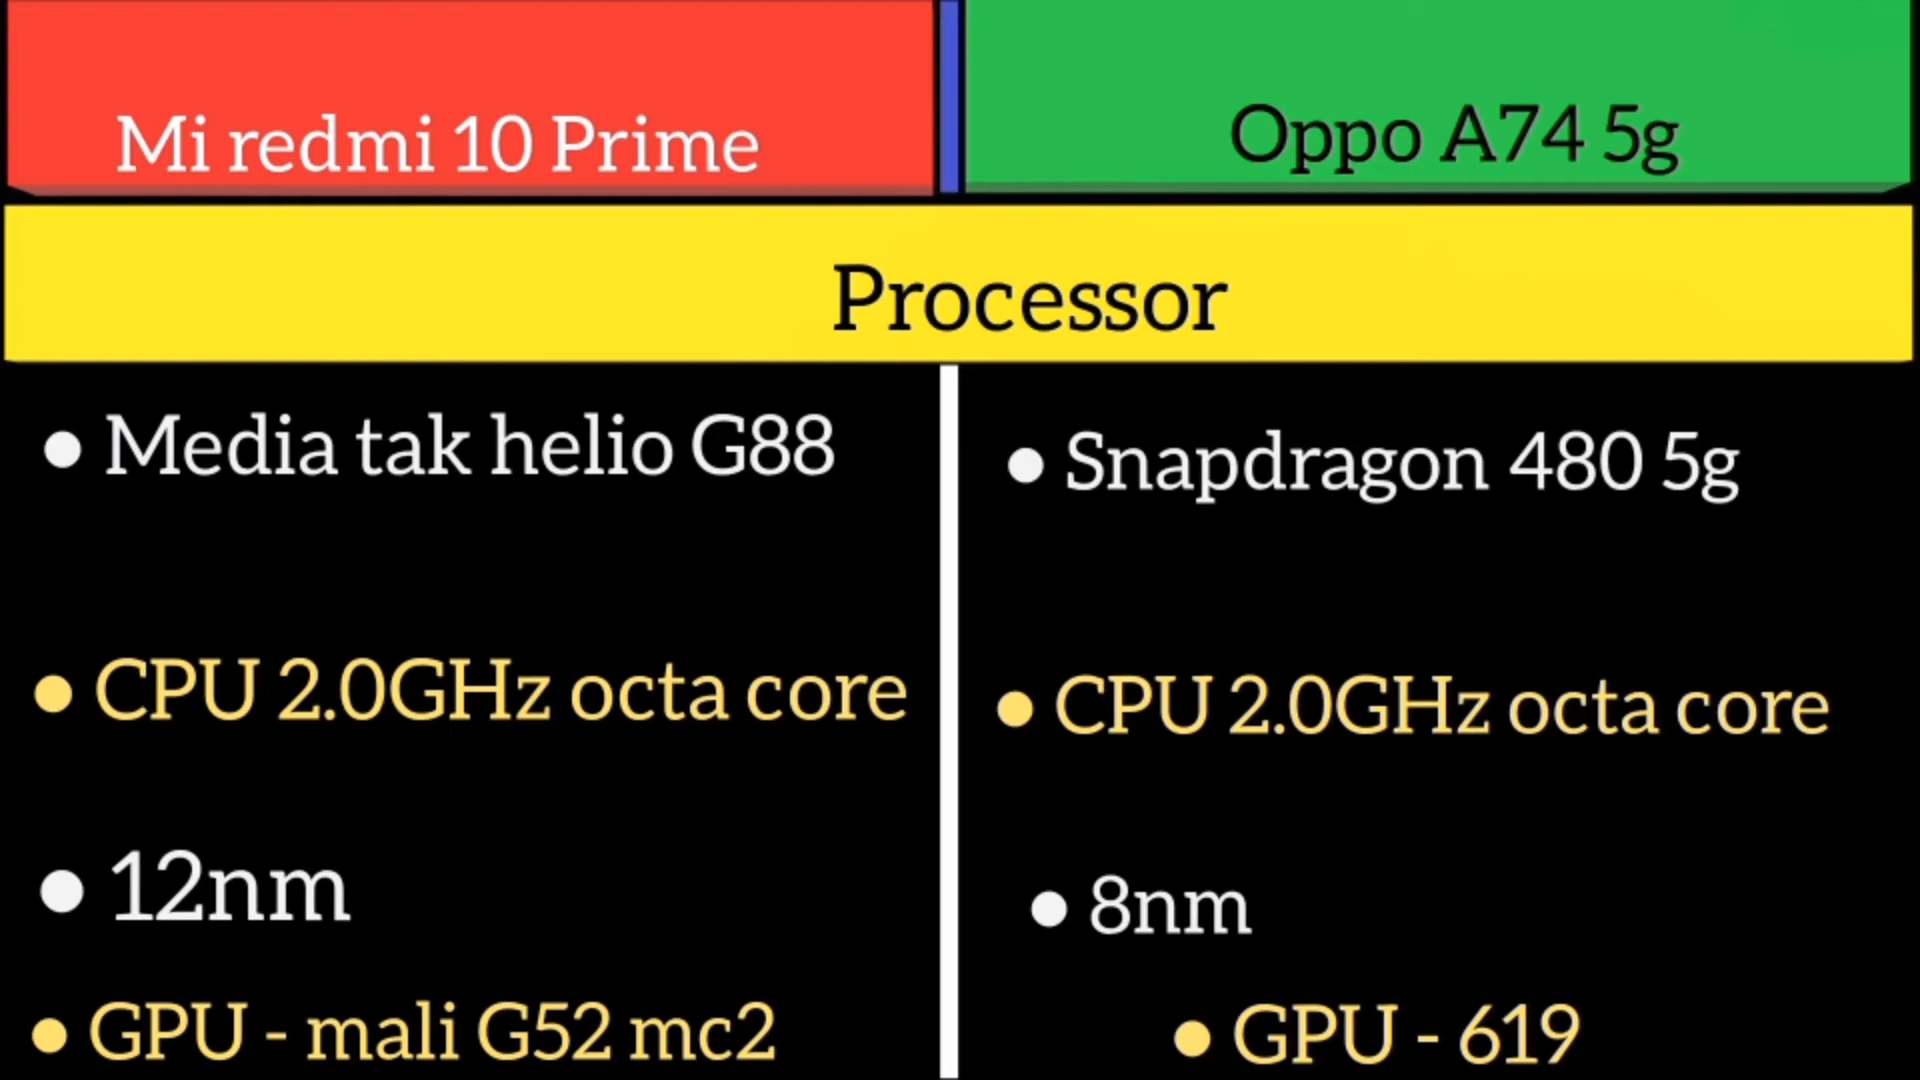 Mi redmi 10 Prime
Oppo A74 5g
Processor
• Media tak helio G88
• Snapdragon 480 5g
• CPU 2.0GHz octa core
• CPU 2.0GHz octa core
• 12nm
• 8nm
• GPU - mali G52 mc2
• GPU - 619